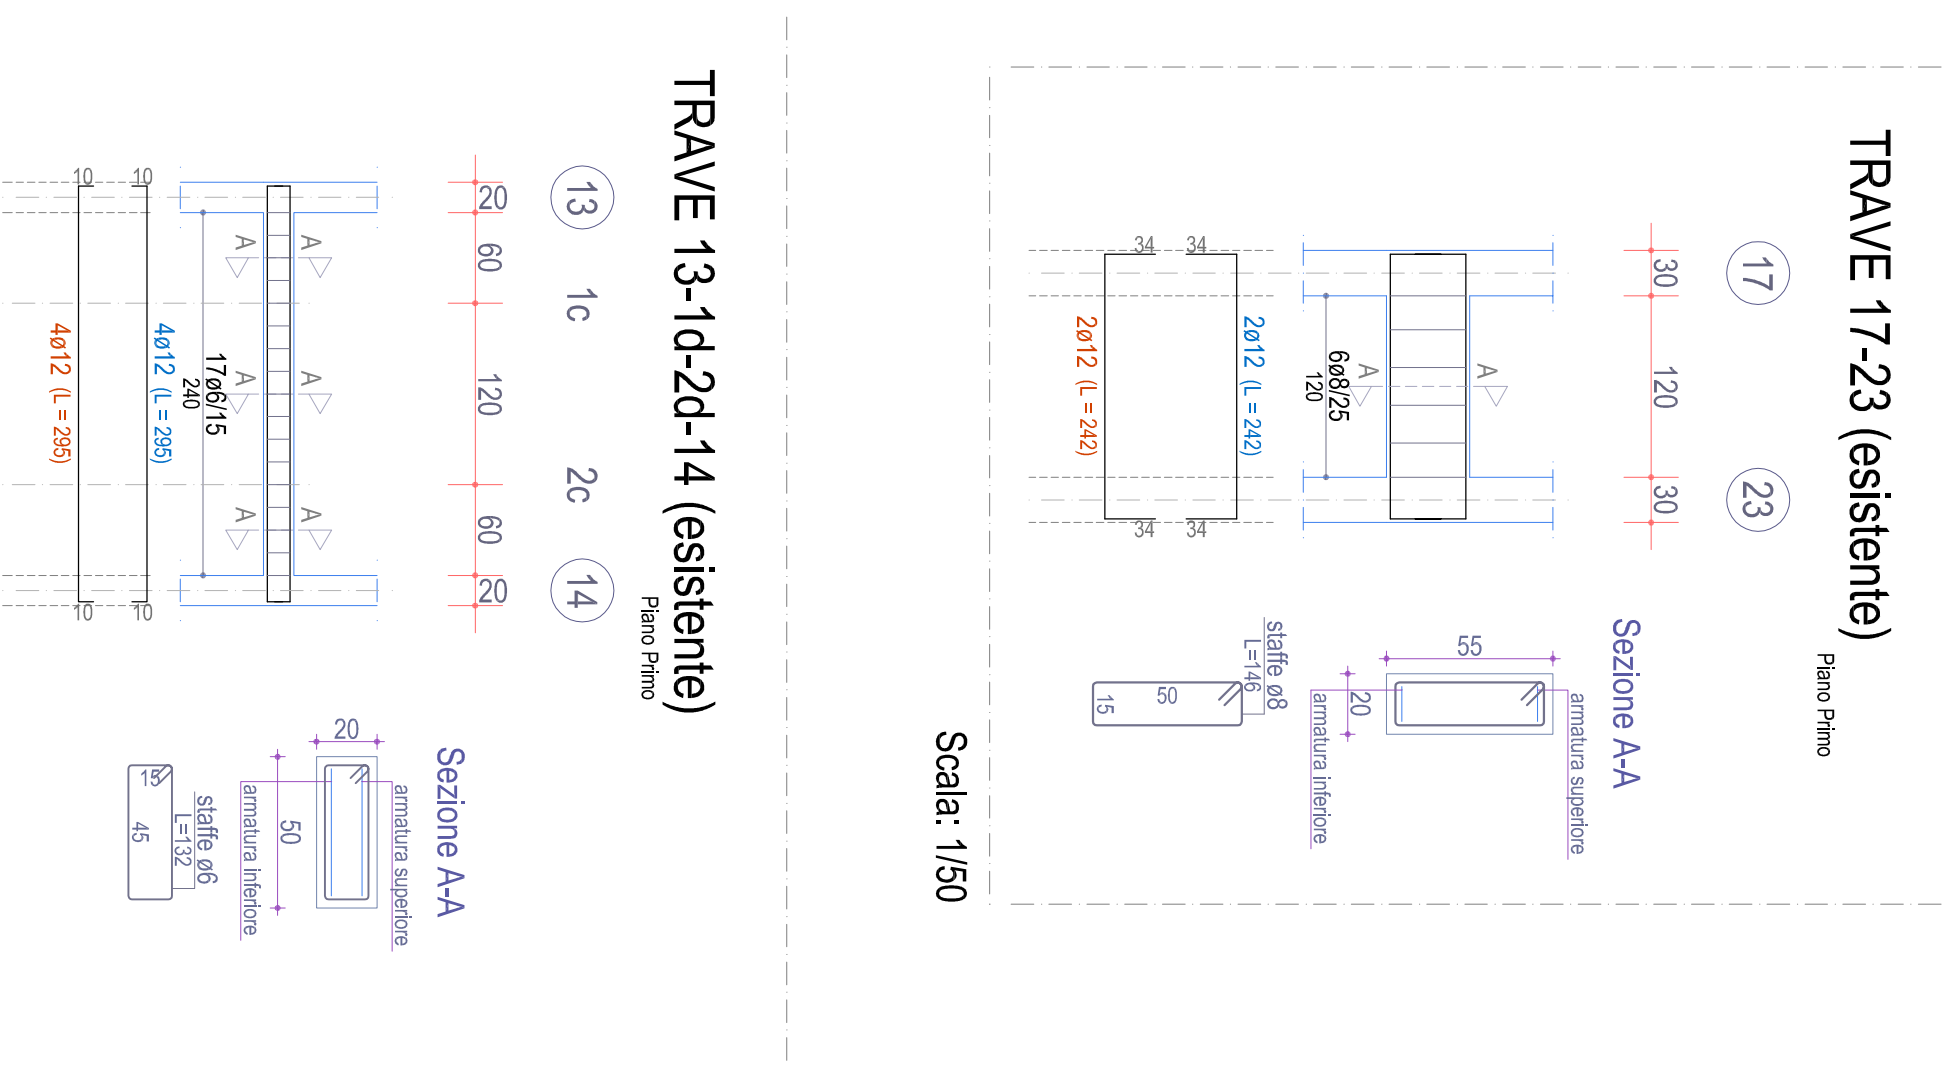 TRAVE 17-23 (esistente)
Piano Primo
17
23
30
120
30
A
A
6ø8/25
120
34
34
2ø12 (L = 242)
2ø12 (L = 242)
34
34
Sezione A-A
armatura superiore
55
20
armatura inferiore
staffe ø8
L=146
50
15
Scala: 1/50
TRAVE 13-1d-2d-14 (esistente)
Piano Primo
13
1c
2c
14
20
60
120
60
20
A
A
A
A
A
A
17ø6/15
240
10
10
4ø12 (L = 295)
4ø12 (L = 295)
10
10
Sezione A-A
armatura superiore
20
50
armatura inferiore
staffe ø6
L=132
15
45